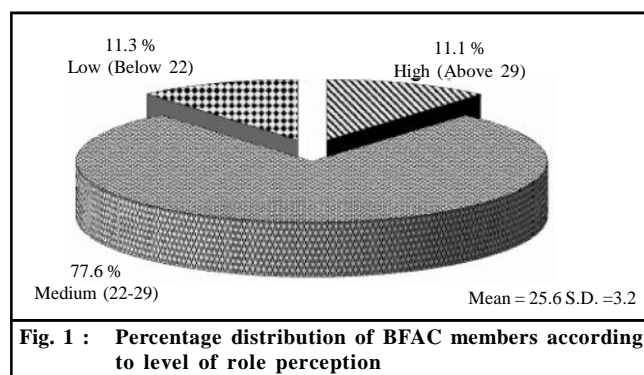 11.3 %
Low (Below 22)
11.1 %
High (Above 29)
77.6 %
Medium (22-29)
Mean = 25.6 S.D. =3.2
Fig. 1 : Percentage distribution of BFAC members according
to level of role perception